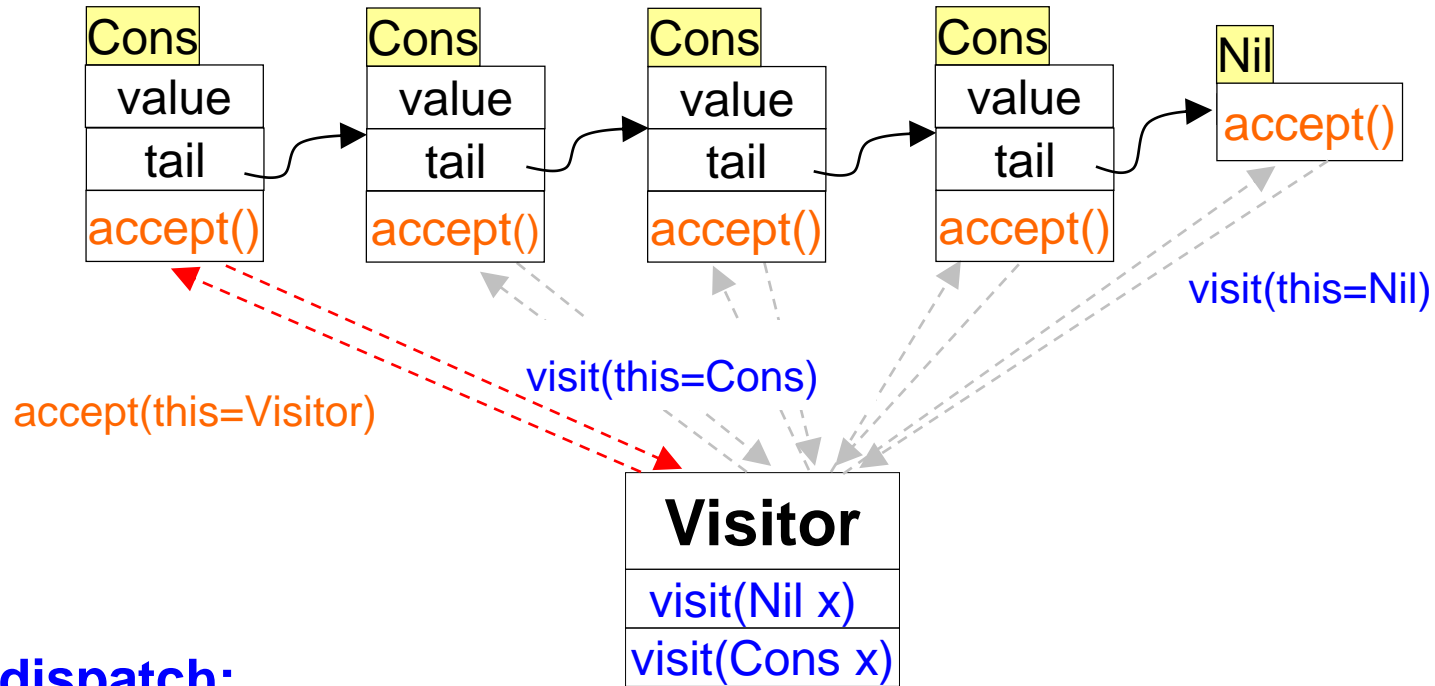 Cons Cons Cons Cons Nil
value value value value accept()
tail tail tail tail
accept() accept() accept() accept()
visit(this=Nil)
visit(this=Cons)
accept(this=Visitor)
Visitor
visit(Nil x)
visit(Cons x)
dispatch: